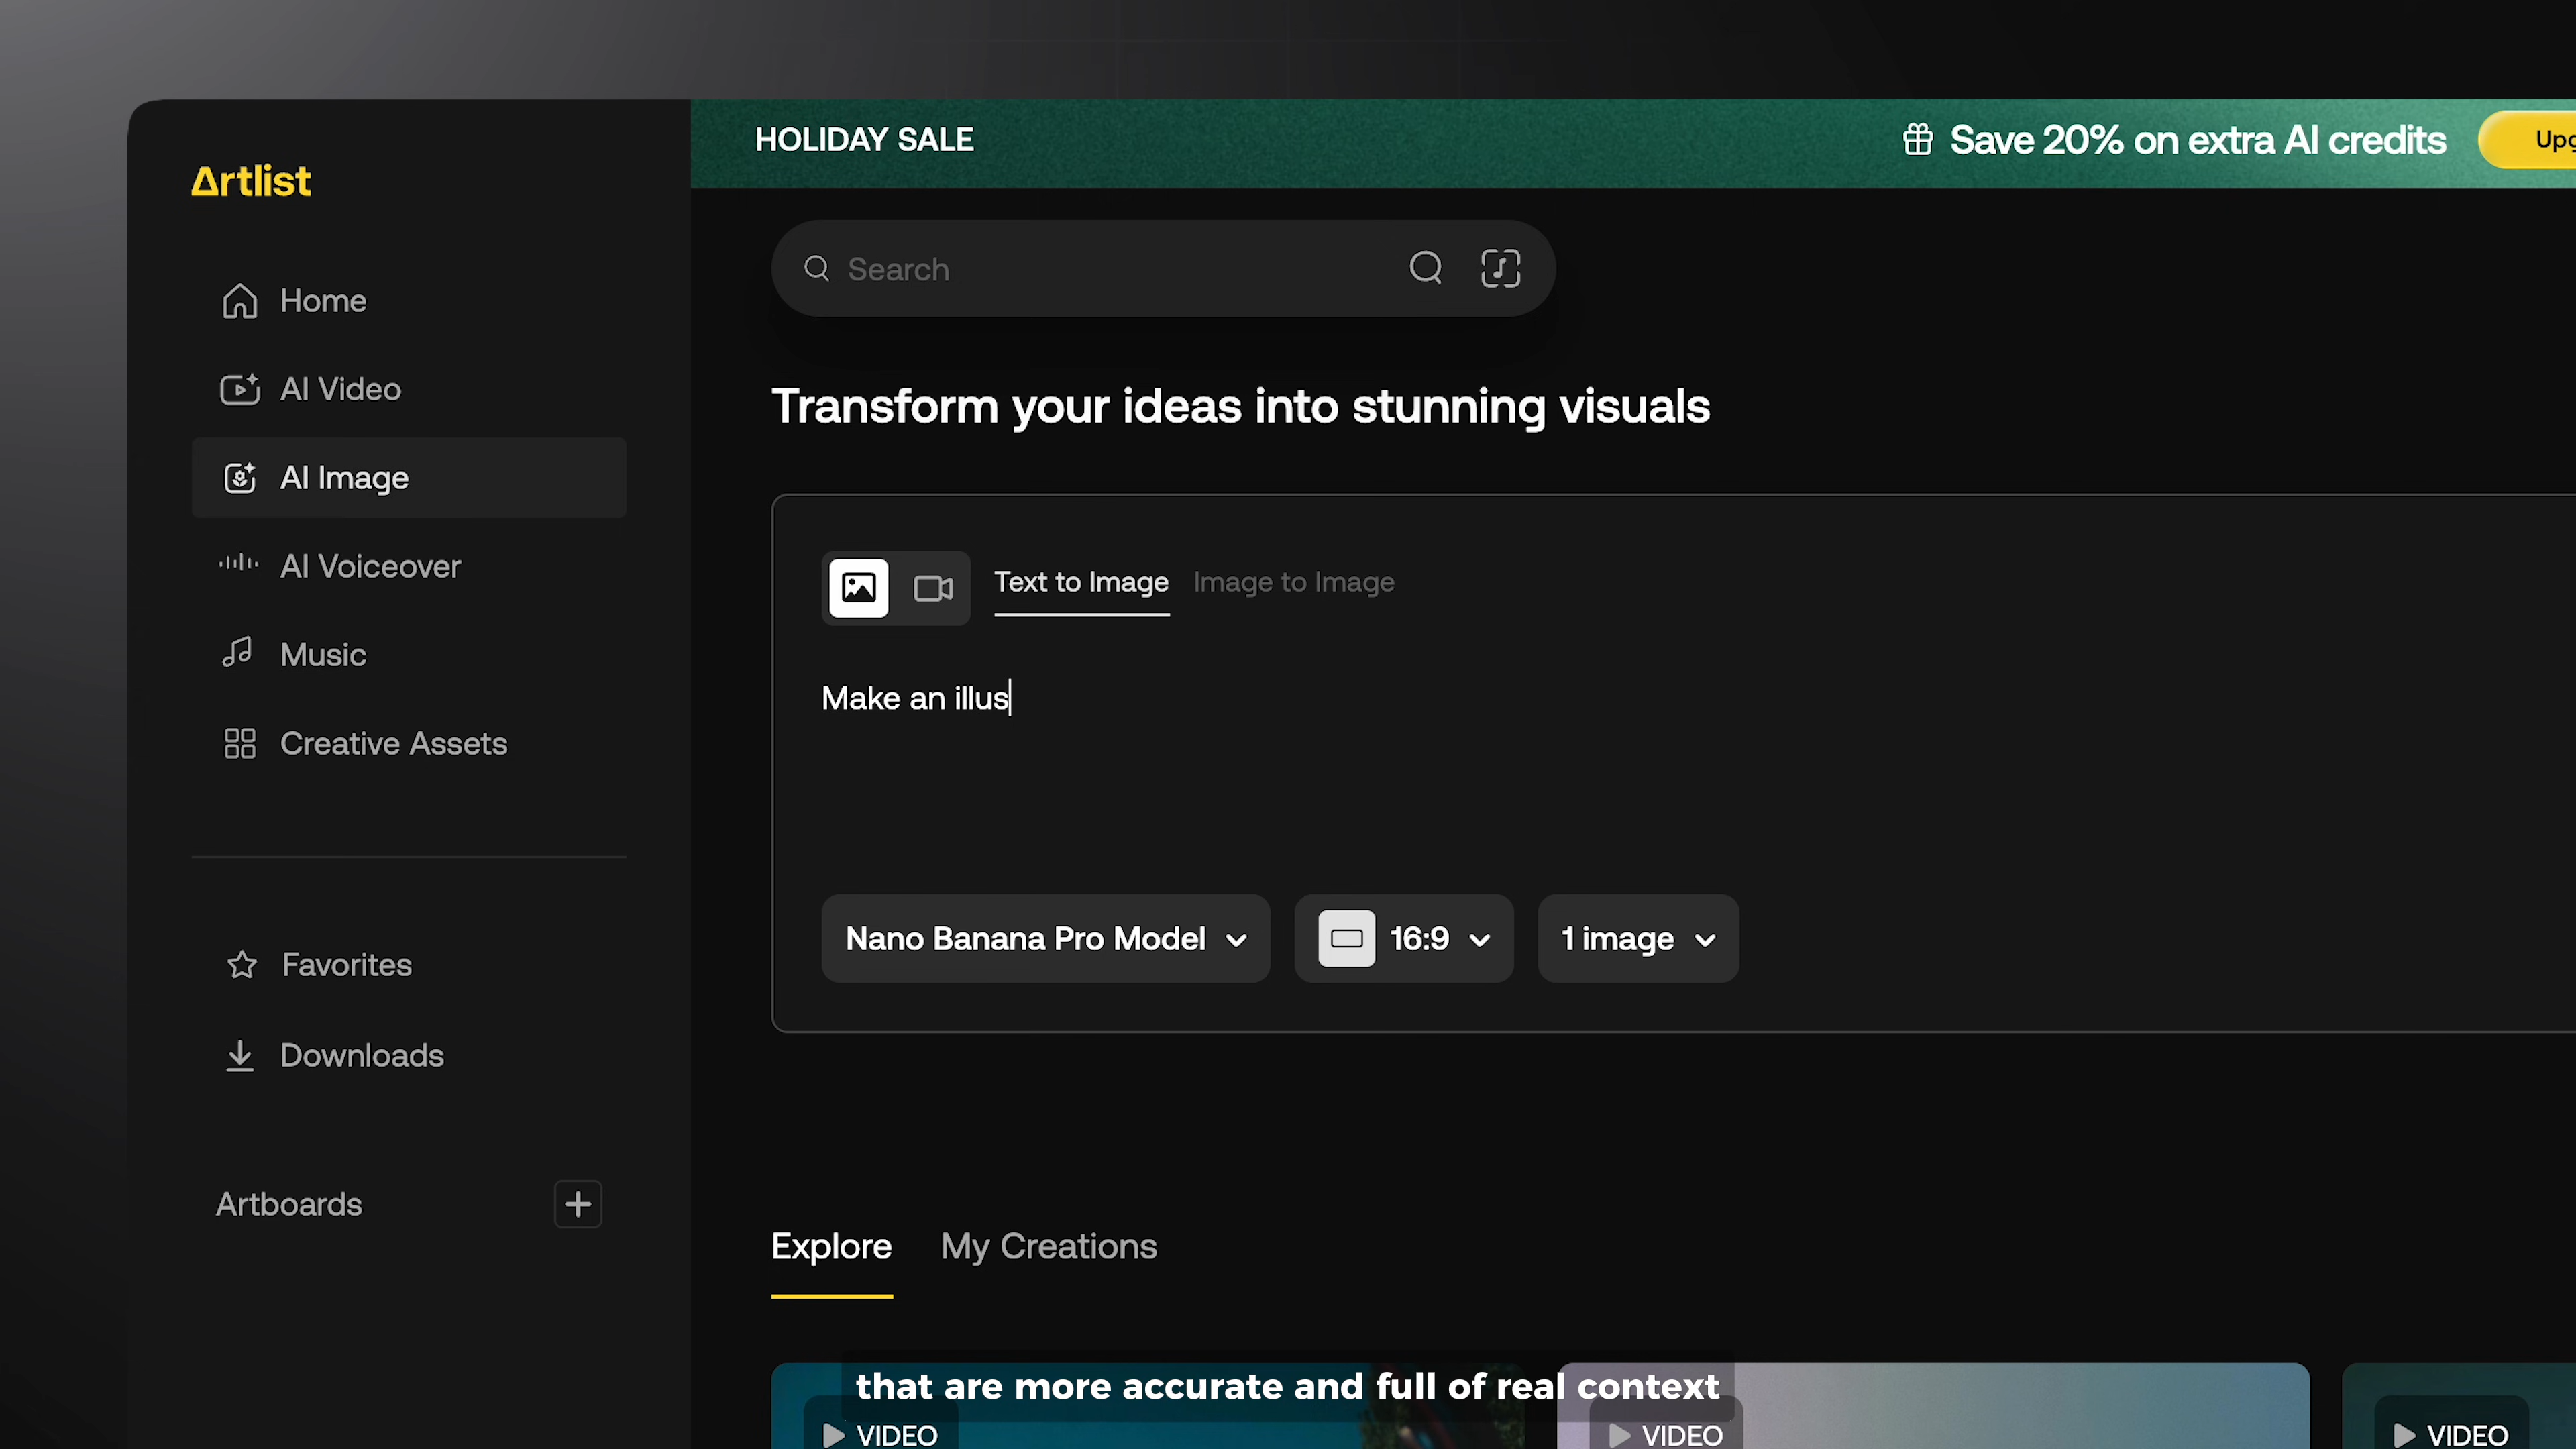 HOLIDAY SALE
Save 20% on extra AI credits
Upg
Artlist
Search
Home
AI Video
AI Image
AI Voiceover
Music
Creative Assets
Favorites
Downloads
Artboards
Transform your ideas into stunning visuals
Text to Image Image to Image
Make an illus
Nano Banana Pro Model 16:9 1 image
Explore My Creations
that are more accurate and full of real context
VIDEO VIDEO VIDEO